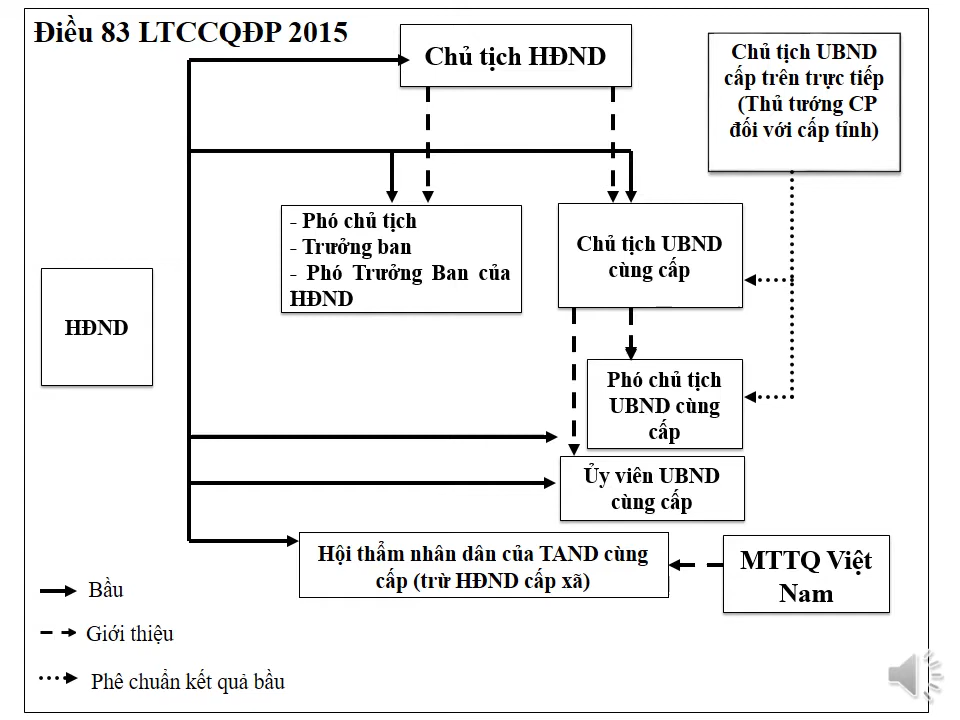 Điều 83 LTCCQĐP 2015
Chủ tịch HĐND
Chủ tịch UBND
cấp trên trực tiếp
(Thủ tướng CP
đối với cấp tỉnh)
- Phó chủ tịch
- Trưởng ban
- Phó Trưởng Ban của
HĐND
Chủ tịch UBND
cùng cấp
HĐND
Phó chủ tịch
UBND cùng
cấp
Ủy viên UBND
cùng cấp
Hội thẩm nhân dân của TAND cùng
cấp (trừ HĐND cấp xã)
MTTQ Việt
Nam
Bầu
Giới thiệu
Phê chuẩn kết quả bầu